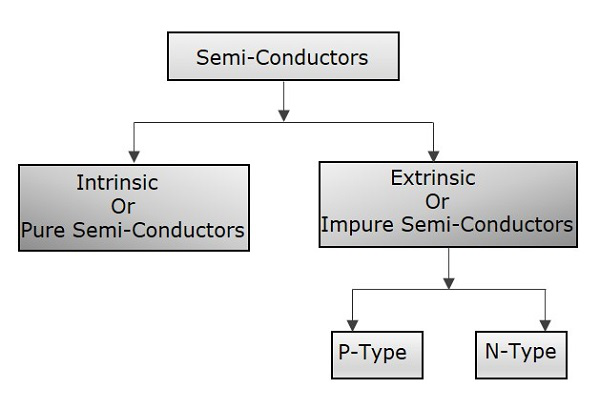 Semi-Conductors
Intrinsic
Or
Pure Semi-Conductors
Extrinsic
Or
Impure Semi-Conductors
P-Type
N-Type